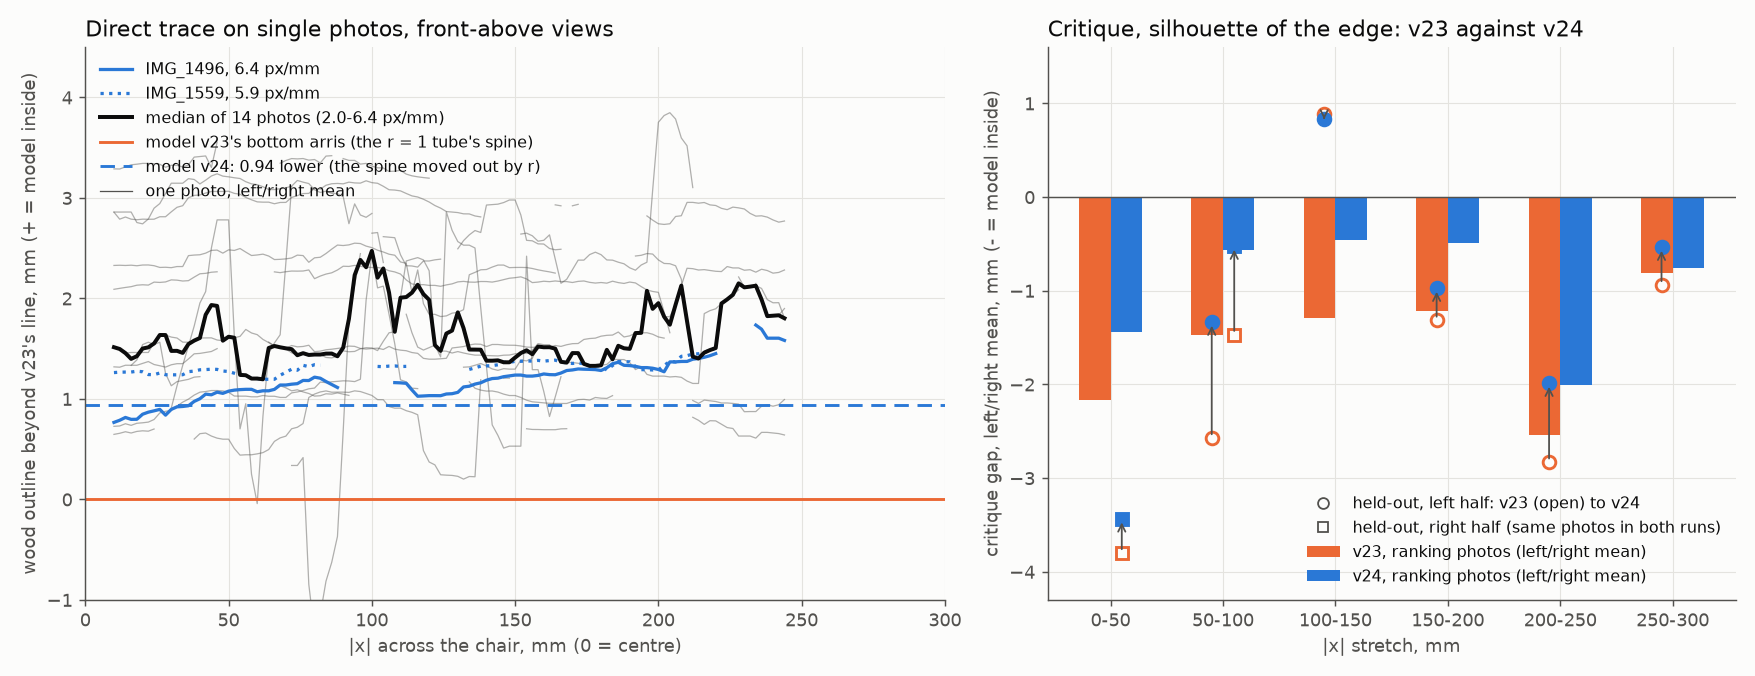 Direct trace on single photos, front-above views
IMG_1496, 6.4 px/mm
IMG_1559, 5.9 px/mm
median of 14 photos (2.0-6.4 px/mm)
model v23's bottom arris (the r = 1 tube's spine)
model v24: 0.94 lower (the spine moved out by r)
one photo, left/right mean
wood outline beyond v23's line, mm (+ = model inside)
4
3
2
1
0
−1
0 50 100 150 200 250 300
|x| across the chair, mm (0 = centre)
Critique, silhouette of the edge: v23 against v24
critique gap, left/right mean, mm (- = model inside)
1
0
−1
−2
−3
−4
held-out, left half: v23 (open) to v24
held-out, right half (same photos in both runs)
v23, ranking photos (left/right mean)
v24, ranking photos (left/right mean)
0-50 50-100 100-150 150-200 200-250 250-300
|x| stretch, mm